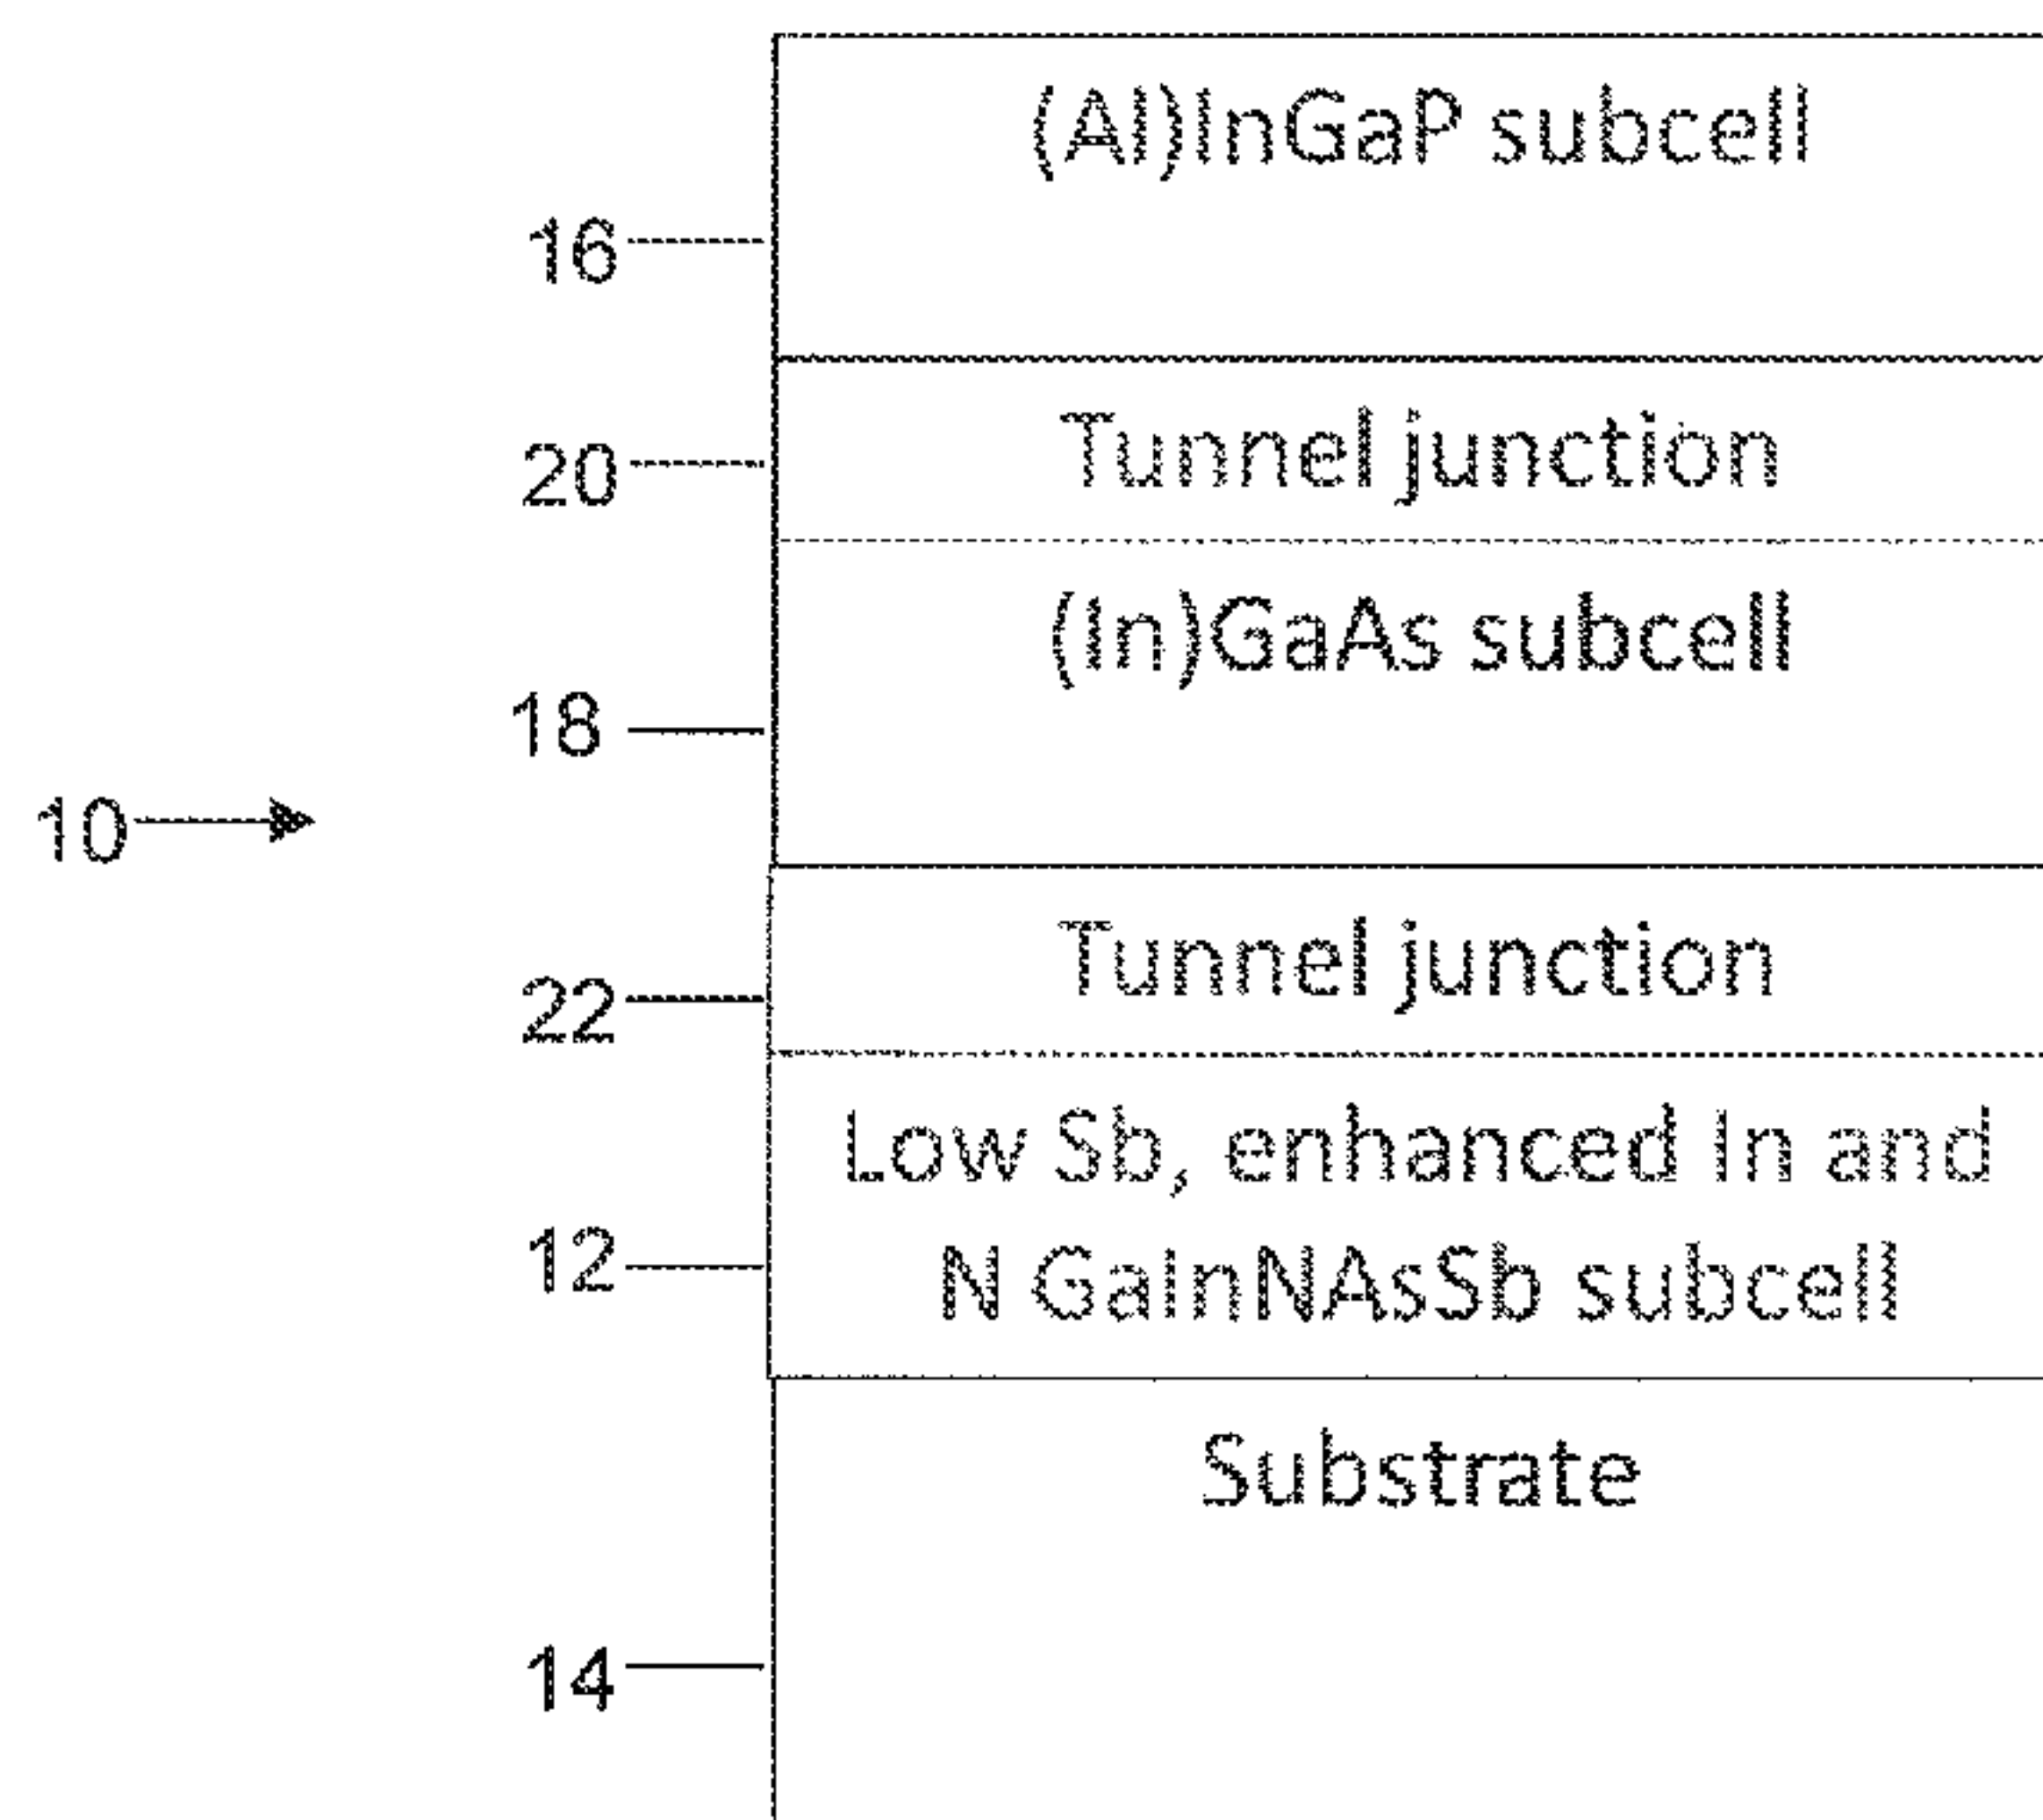 (Al)InGaP subcell
16
Tunnel junction
20
(In)GaAs subcell
18
10
Tunnel junction
22
Low Sb, enhanced In and
N GaInNAsSb subcell
12
Substrate
14